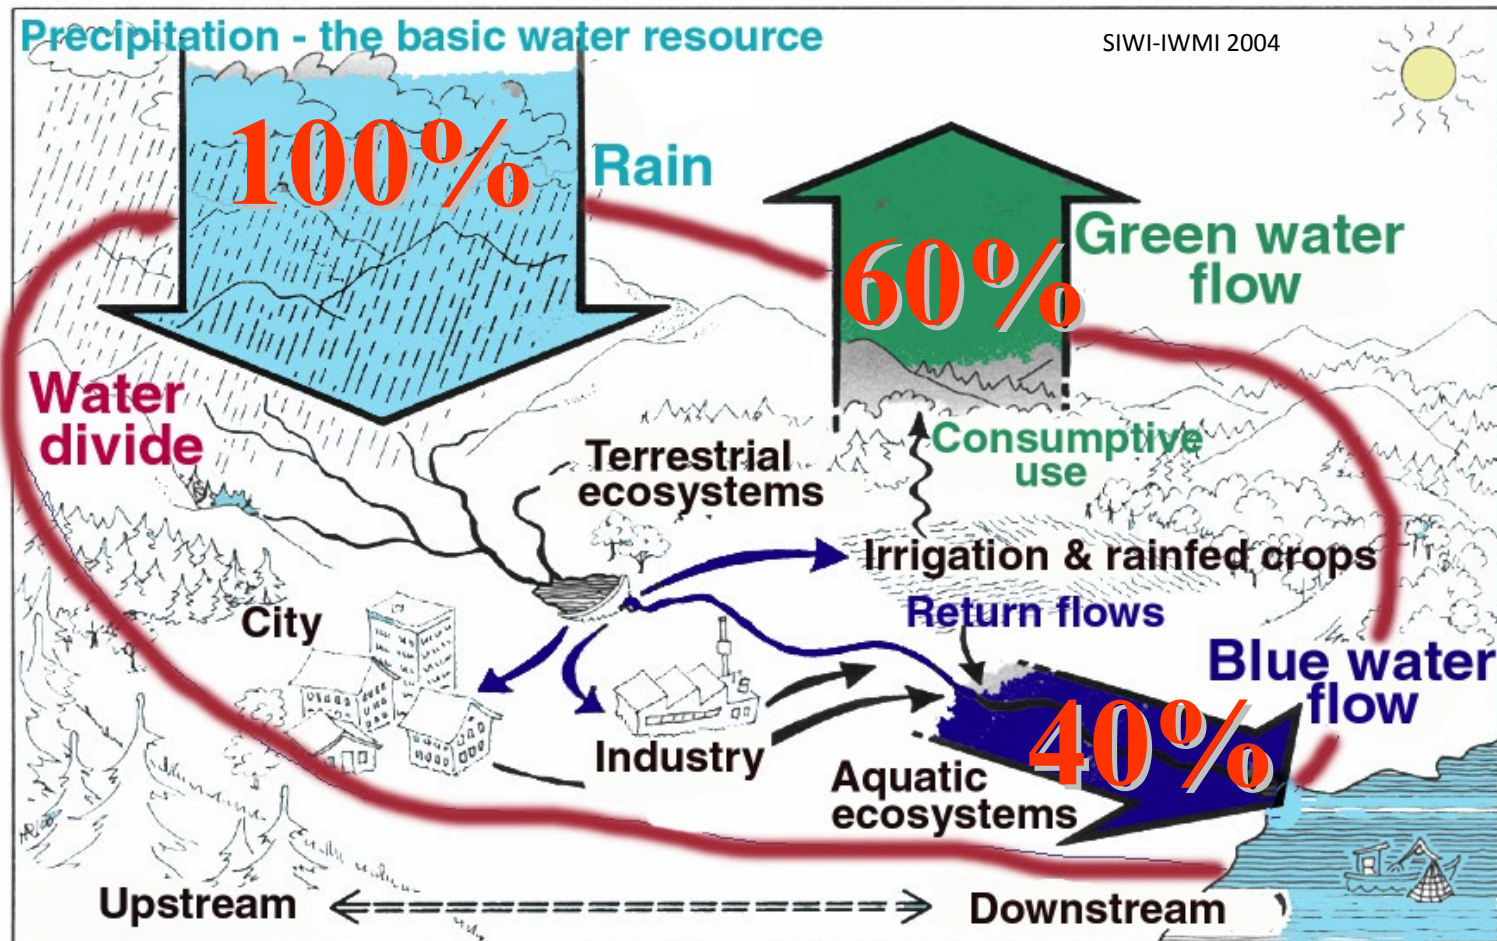 Precipitation - the basic water resource
SIWI-IWMI 2004
100%
Rain
60%
Green water
flow
Water
divide
Consumptive
use
Terrestrial
ecosystems
Irrigation & rainfed crops
City
Return flows
Blue water
flow
40%
Industry
Aquatic
ecosystems
Upstream
Downstream